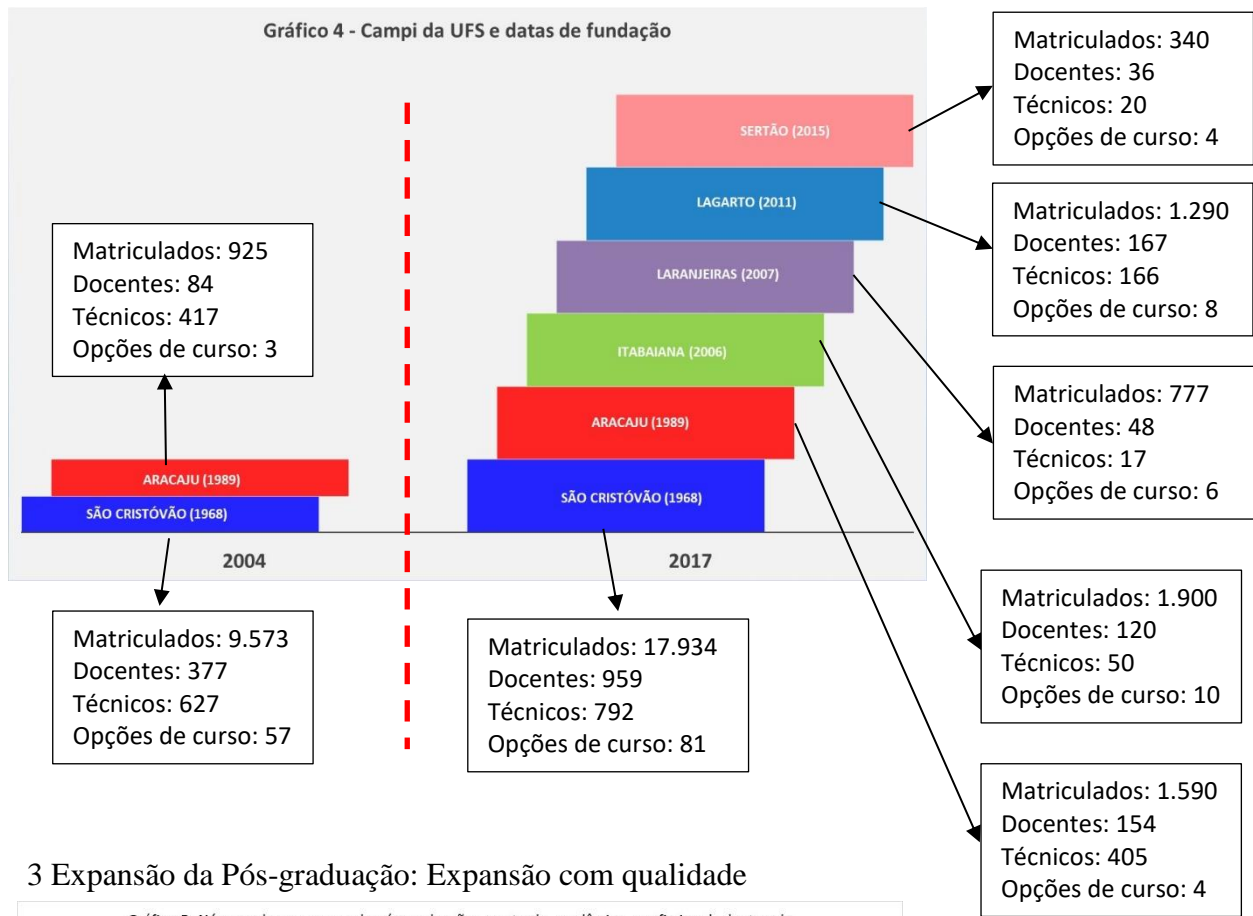 Gráfico 4 - Campi da UFS e datas de fundação
Matriculados: 340
Docentes: 36
Técnicos: 20
Opções de curso: 4
SERTÃO (2015)
LAGARTO (2011)
Matriculados: 1.290
Docentes: 167
Técnicos: 166
Opções de curso: 8
Matriculados: 925
Docentes: 84
Técnicos: 417
Opções de curso: 3
LARANJEIRAS (2007)
ITABAIANA (2006)
Matriculados: 777
Docentes: 48
Técnicos: 17
Opções de curso: 6
ARACAJU (1989)
ARACAJU (1989)
SÃO CRISTÓVÃO (1968)
SÃO CRISTÓVÃO (1968)
2004
2017
Matriculados: 1.900
Docentes: 120
Técnicos: 50
Opções de curso: 10
Matriculados: 9.573
Docentes: 377
Técnicos: 627
Opções de curso: 57
Matriculados: 17.934
Docentes: 959
Técnicos: 792
Opções de curso: 81
Matriculados: 1.590
Docentes: 154
Técnicos: 405
Opções de curso: 4
3 Expansão da Pós-graduação: Expansão com qualidade